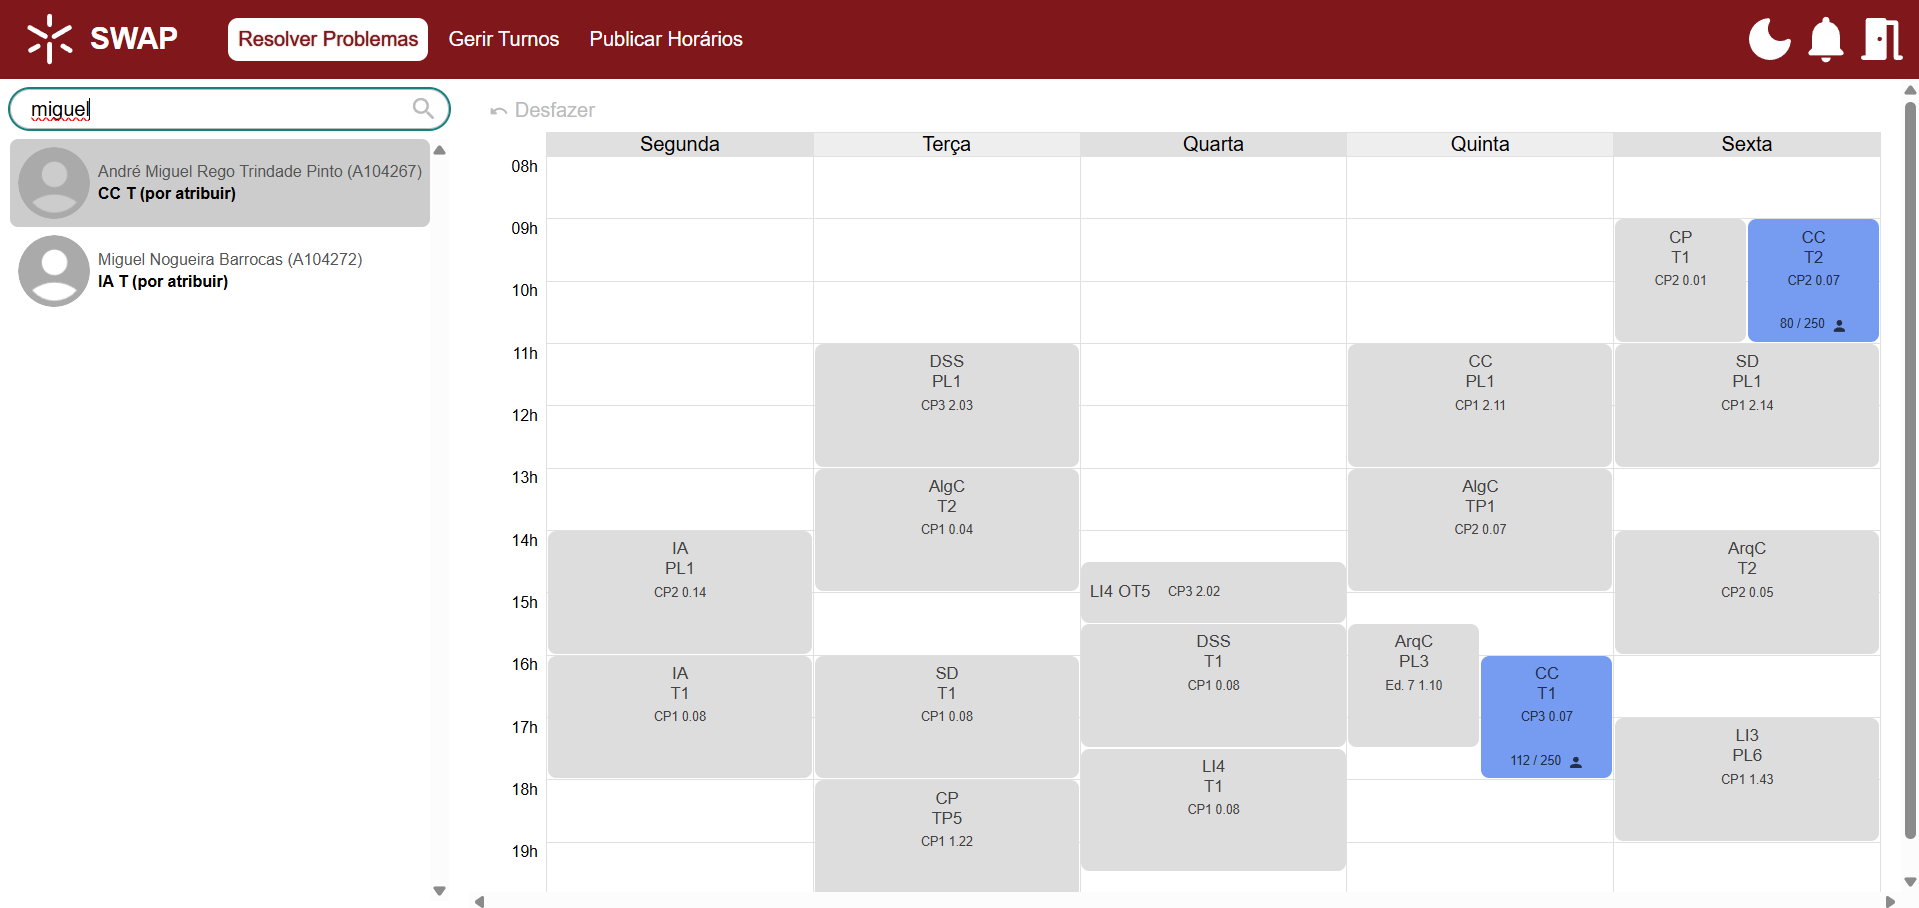 SWAP
Resolver Problemas
Gerir Turnos
Publicar Horários
miguel
André Miguel Rego Trindade Pinto (A104267)
CC T (por atribuir)
Miguel Nogueira Barrocas (A104272)
IA T (por atribuir)
Desfazer
Segunda
Terça
Quarta
Quinta
Sexta
08h
09h
10h
11h
12h
13h
14h
15h
16h
17h
18h
19h
IA
PL1
CP2 0.14
IA
T1
CP1 0.08
DSS
PL1
CP3 2.03
AlgC
T2
CP1 0.04
SD
T1
CP1 0.08
CP
TP5
CP1 1.22
LI4 OT5 CP3 2.02
DSS
T1
CP1 0.08
LI4
T1
CP1 0.08
CC
PL1
CP1 2.11
AlgC
TP1
CP2 0.07
ArqC
PL3
Ed. 7 1.10
CC
T1
CP3 0.07
112 / 250
CP
T1
CP2 0.01
CC
T2
CP2 0.07
80 / 250
SD
PL1
CP1 2.14
ArqC
T2
CP2 0.05
LI3
PL6
CP1 1.43